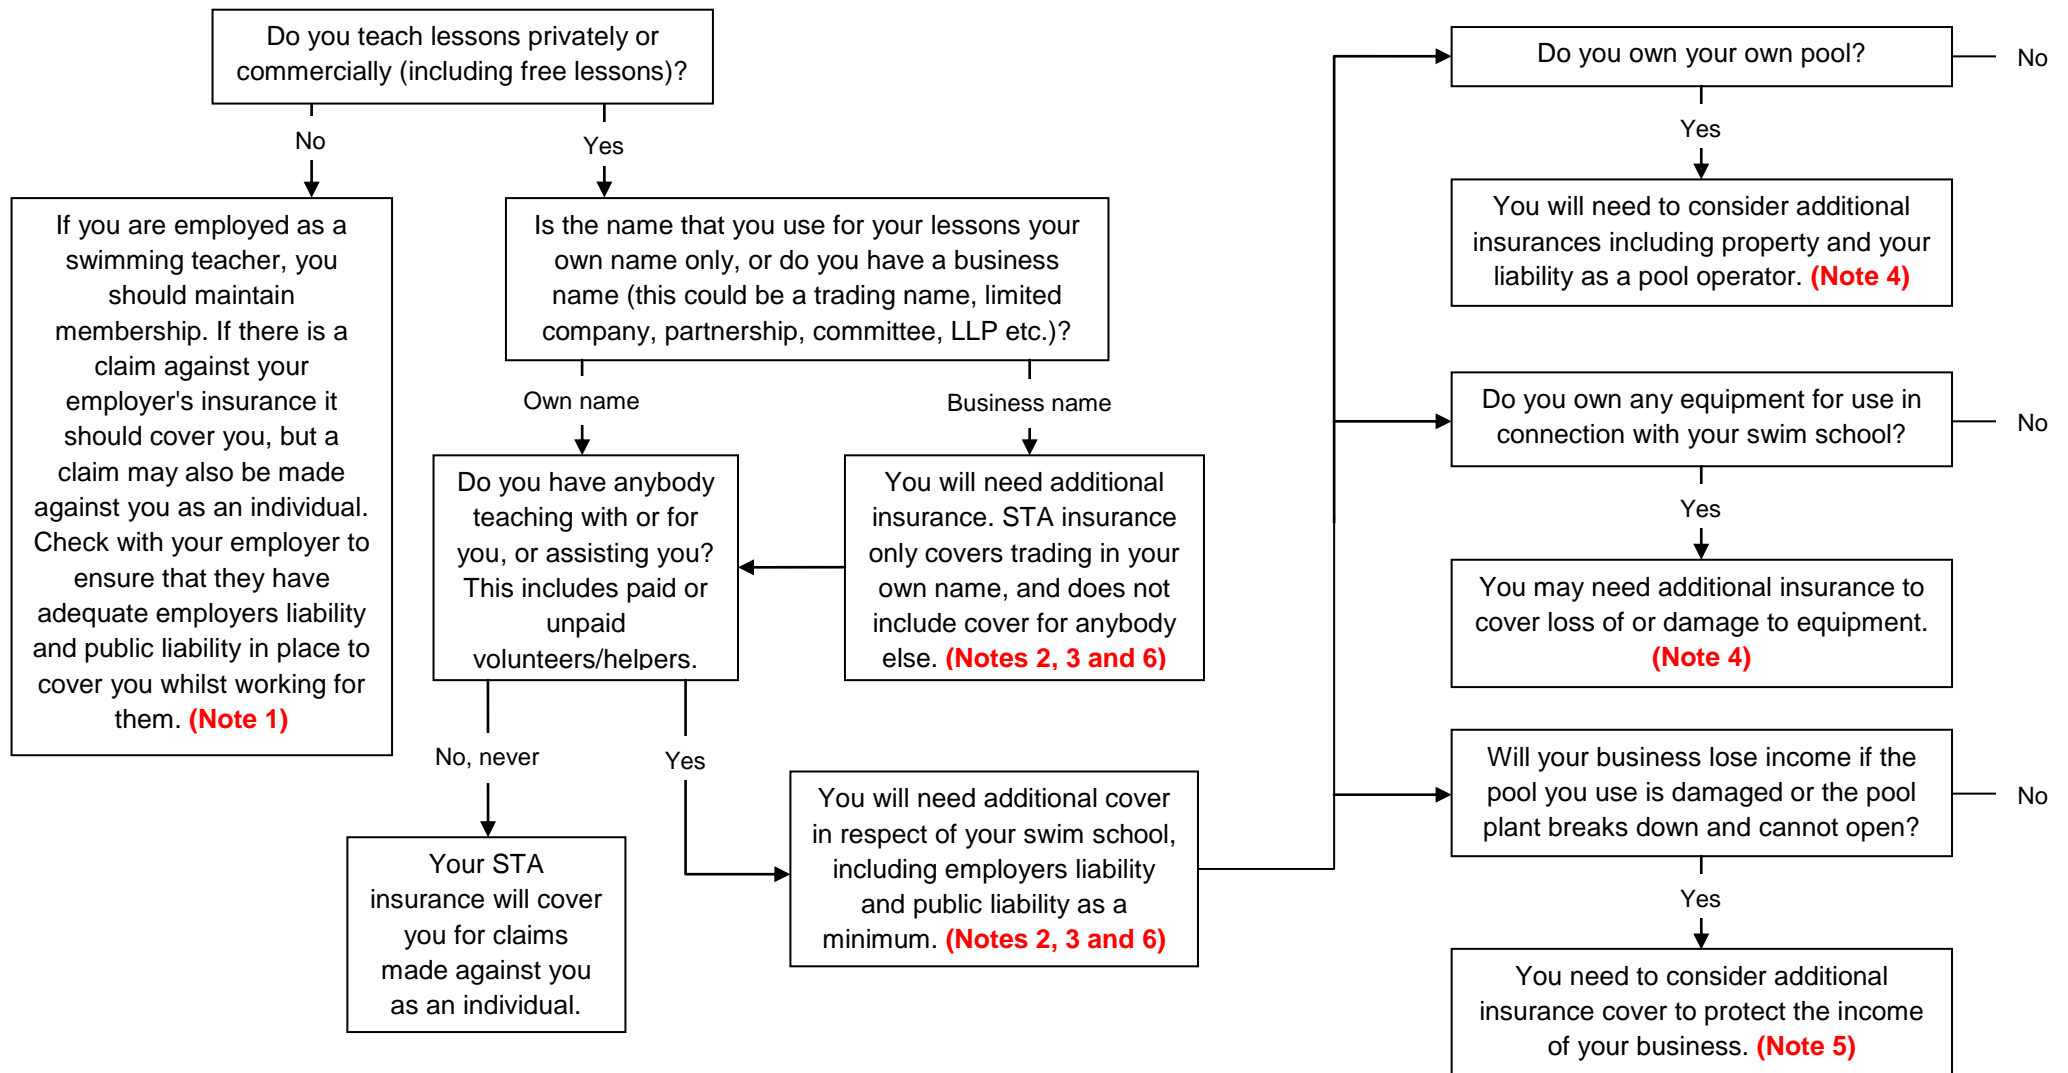 Do you teach lessons privately or
commercially (including free lessons)?
No
Yes
If you are employed as a
swimming teacher, you
should maintain
membership. If there is a
claim against your
employer's insurance it
should cover you, but a
claim may also be made
against you as an individual.
Check with your employer to
ensure that they have
adequate employers liability
and public liability in place to
cover you whilst working for
them. (Note 1)
Is the name that you use for your lessons your
own name only, or do you have a business
name (this could be a trading name, limited
company, partnership, committee, LLP etc.)?
Own name
Business name
Do you have anybody
teaching with or for
you, or assisting you?
This includes paid or
unpaid
volunteers/helpers.
You will need additional
insurance. STA insurance
only covers trading in your
own name, and does not
include cover for anybody
else. (Notes 2, 3 and 6)
No, never
Yes
Your STA
insurance will cover
you for claims
made against you
as an individual.
You will need additional cover
in respect of your swim school,
including employers liability
and public liability as a
minimum. (Notes 2, 3 and 6)
Do you own your own pool?
No
Yes
You will need to consider additional
insurances including property and your
liability as a pool operator. (Note 4)
Do you own any equipment for use in
connection with your swim school?
No
Yes
You may need additional insurance to
cover loss of or damage to equipment.
(Note 4)
Will your business lose income if the
pool you use is damaged or the pool
plant breaks down and cannot open?
No
Yes
You need to consider additional
insurance cover to protect the income
of your business. (Note 5)